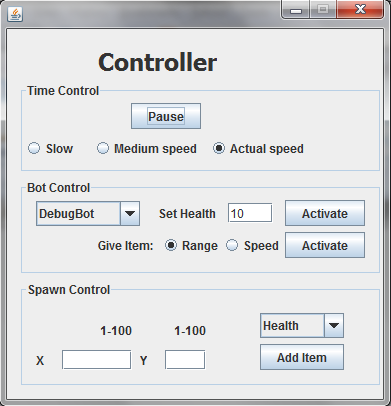 Controller
Time Control
Pause
Slow Medium speed Actual speed
Bot Control
DebugBot Set Health 10 Activate
Give Item: Range Speed Activate
Spawn Control
1-100 1-100 Health
X Y Add Item